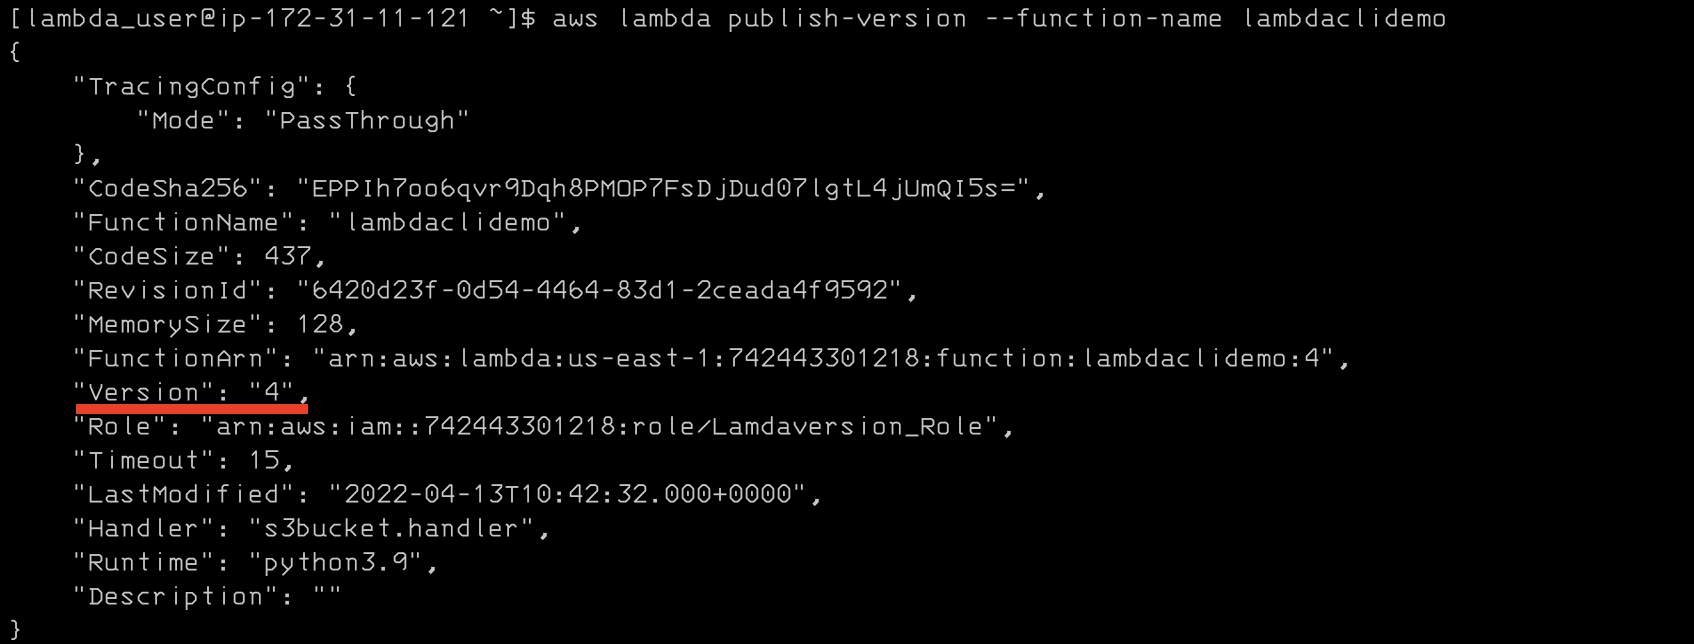 [lambda_user@ip-172-31-11-121 ~]$ aws lambda publish-version --function-name lambdaclidemo
{
    "TracingConfig": {
        "Mode": "PassThrough"
    },
    "CodeSha256": "EPPIh7oo6qvr9Dqh8PMOP7FsDjDud07lgtL4jUmQI5s=",
    "FunctionName": "lambdaclidemo",
    "CodeSize": 437,
    "RevisionId": "6420d23f-0d54-4464-83d1-2ceada4f9592",
    "MemorySize": 128,
    "FunctionArn": "arn:aws:lambda:us-east-1:742443301218:function:lambdaclidemo:4",
    "Version": "4",
    "Role": "arn:aws:iam::742443301218:role/Lamdaversion_Role",
    "Timeout": 15,
    "LastModified": "2022-04-13T10:42:32.000+0000",
    "Handler": "s3bucket.handler",
    "Runtime": "python3.9",
    "Description": ""
}